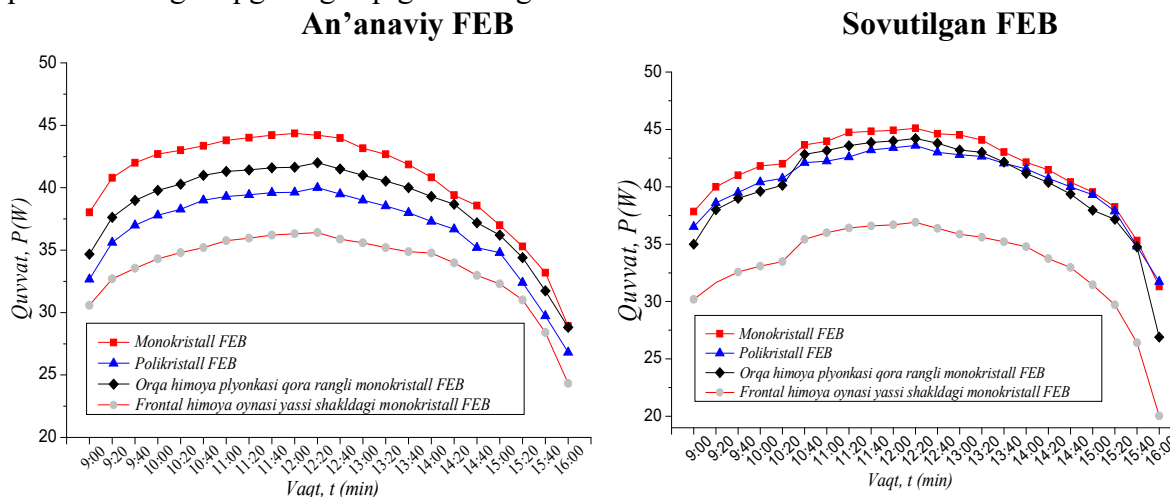 An’anaviy FEB
Sovutilgan FEB
50
45
40
35
30
25
20
Quvvat, P (W)
Monokristall FEB
Polikristall FEB
Orqa himoya plyonkasi qora rangli monokristall FEB
Frontal himoya oynasi yassi shakldagi monokristall FEB
9:00 9:20 9:40 10:00 10:20 10:40 11:00 11:20 11:40 12:00 12:20 13:00 13:20 13:40 14:00 14:20 14:40 15:00 15:20 15:40 16:00
Vaqt, t (min)
50
45
40
35
30
25
20
Quvvat, P (W)
Monokristall FEB
Polikristall FEB
Orqa himoya plyonkasi qora rangli monokristall FEB
Frontal himoya oynasi yassi shakldagi monokristall FEB
9:00 9:20 9:40 10:00 10:20 10:40 11:20 11:40 12:00 12:20 12:40 13:00 13:20 13:40 14:00 14:20 14:40 15:00 15:20 15:40 16:00
Vaqt, t (min)